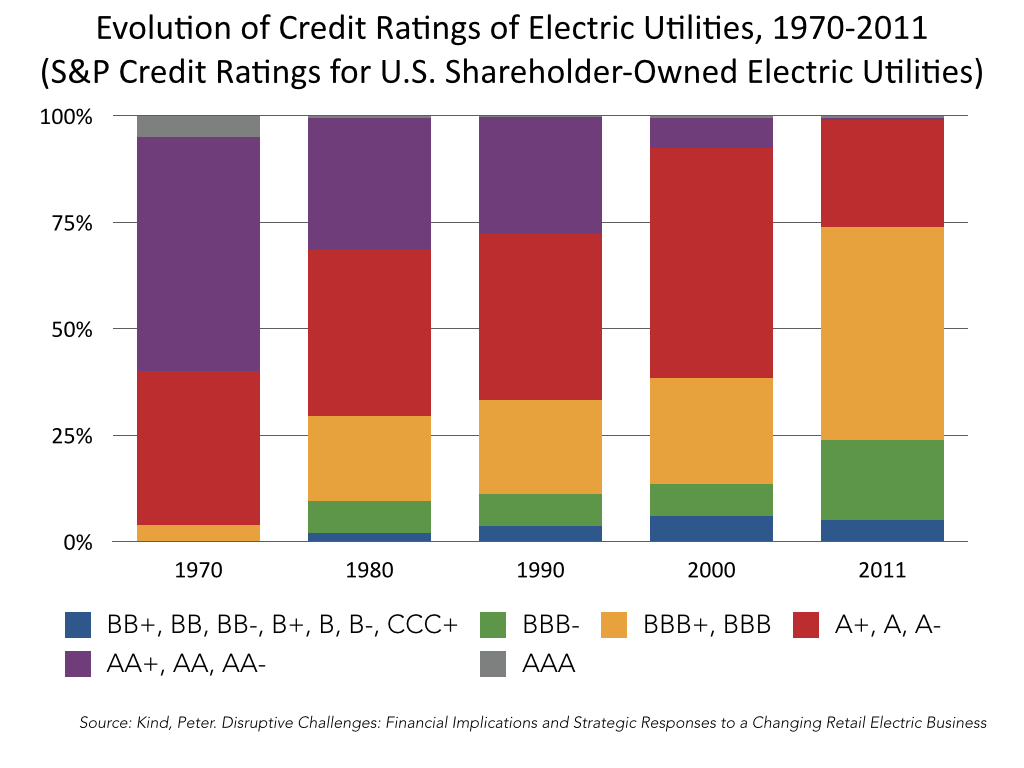 Evolution of Credit Ratings of Electric Utilities, 1970-2011
(S&P Credit Ratings for U.S. Shareholder-Owned Electric Utilities)
100%
75%
50%
25%
0%
1970 1980 1990 2000 2011
BB+, BB, BB-, B+, B, B-, CCC+ BBB- BBB+, BBB A+, A, A-
AA+, AA, AA- AAA
Source: Kind, Peter. Disruptive Challenges: Financial Implications and Strategic Responses to a Changing Retail Electric Business